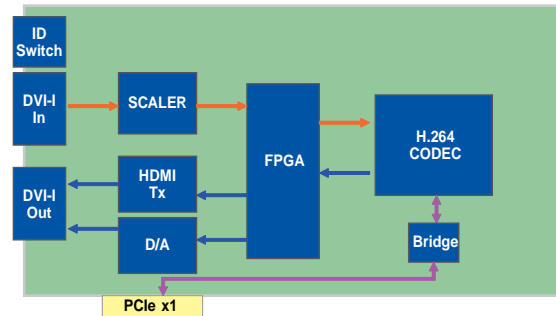 ID
Switch
DVI-I
In
SCALER
FPGA
H.264
CODEC
HDMI
Tx
DVI-I
Out
D/A
Bridge
PCIe x1